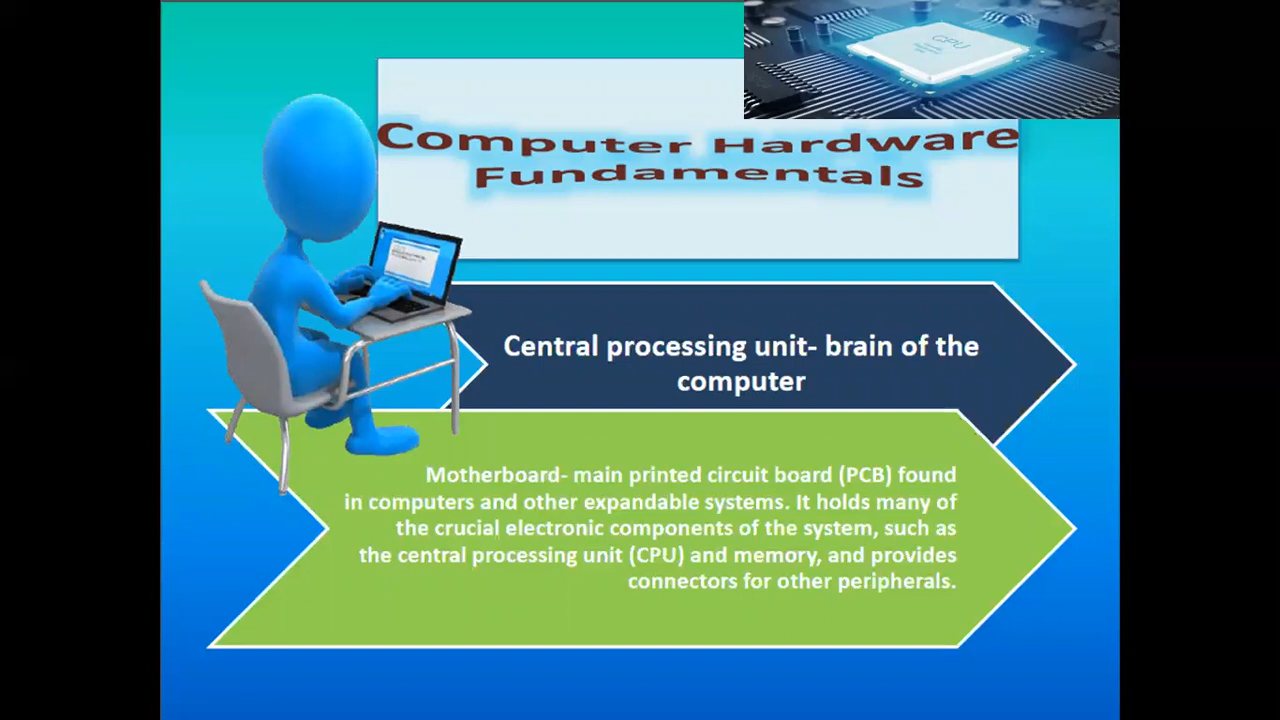 CPU
Computer Hardware
Fundamentals
Central processing unit- brain of the
computer
Motherboard- main printed circuit board (PCB) found
in computers and other expandable systems. It holds many of
the crucial electronic components of the system, such as
the central processing unit (CPU) and memory, and provides
connectors for other peripherals.